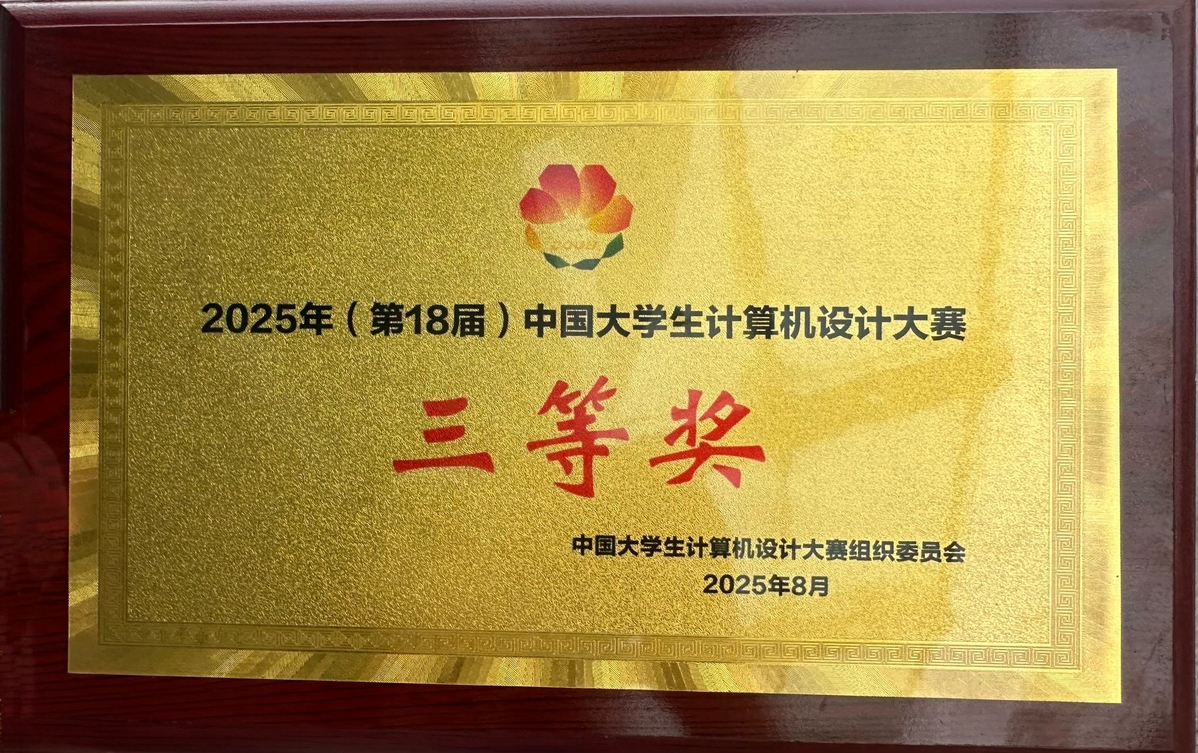 2025年（第18届）中国大学生计算机设计大赛
三等奖
中国大学生计算机设计大赛组织委员会
2025年8月